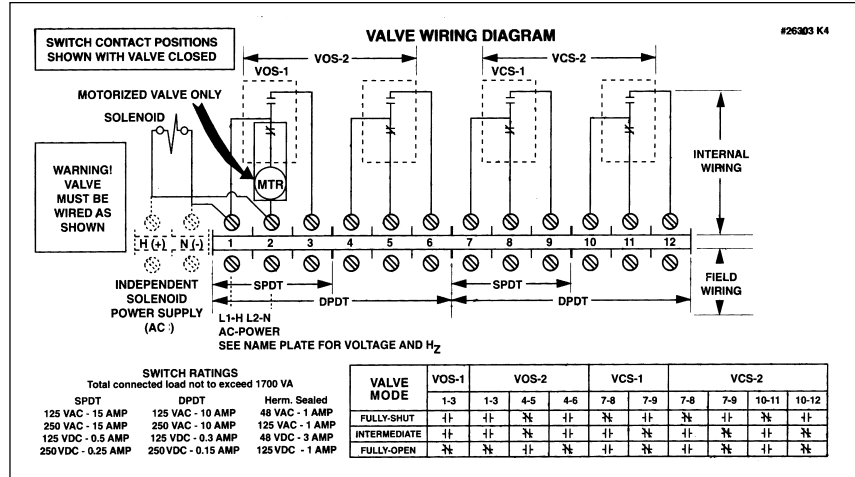 VALVE WIRING DIAGRAM
#26303 K4
SWITCH CONTACT POSITIONS
SHOWN WITH VALVE CLOSED
VOS-2
VOS-1
VCS-2
VCS-1
MOTORIZED VALVE ONLY
SOLENOID
WARNING!
VALVE
MUST BE
WIRED AS
SHOWN
MTR
INTERNAL
WIRING
H (+) N (-) 1 2 3 4 5 6 7 8 9 10 11 12
FIELD
WIRING
SPDT
DPDT
SPDT
DPDT
INDEPENDENT
SOLENOID
POWER SUPPLY
(AC :)
L1-H L2-N
AC-POWER
SEE NAME PLATE FOR VOLTAGE AND HZ
SWITCH RATINGS
Total connected load not to exceed 1700 VA
SPDT DPDT Herm. Sealed
125 VAC - 15 AMP 125 VAC - 10 AMP 48 VAC - 1 AMP
250 VAC - 15 AMP 250 VAC - 10 AMP 125 VAC - 1 AMP
125 VDC - 0.5 AMP 125 VDC - 0.3 AMP 48 VDC - 3 AMP
250 VDC - 0.25 AMP 250 VDC - 0.15 AMP 125 VDC - 1 AMP
VALVE MODE VOS-1 VOS-2 VCS-1 VCS-2
1-3 1-3 4-5 4-6 7-8 7-9 7-8 7-9 10-11 10-12
FULLY-SHUT
INTERMEDIATE
FULLY-OPEN